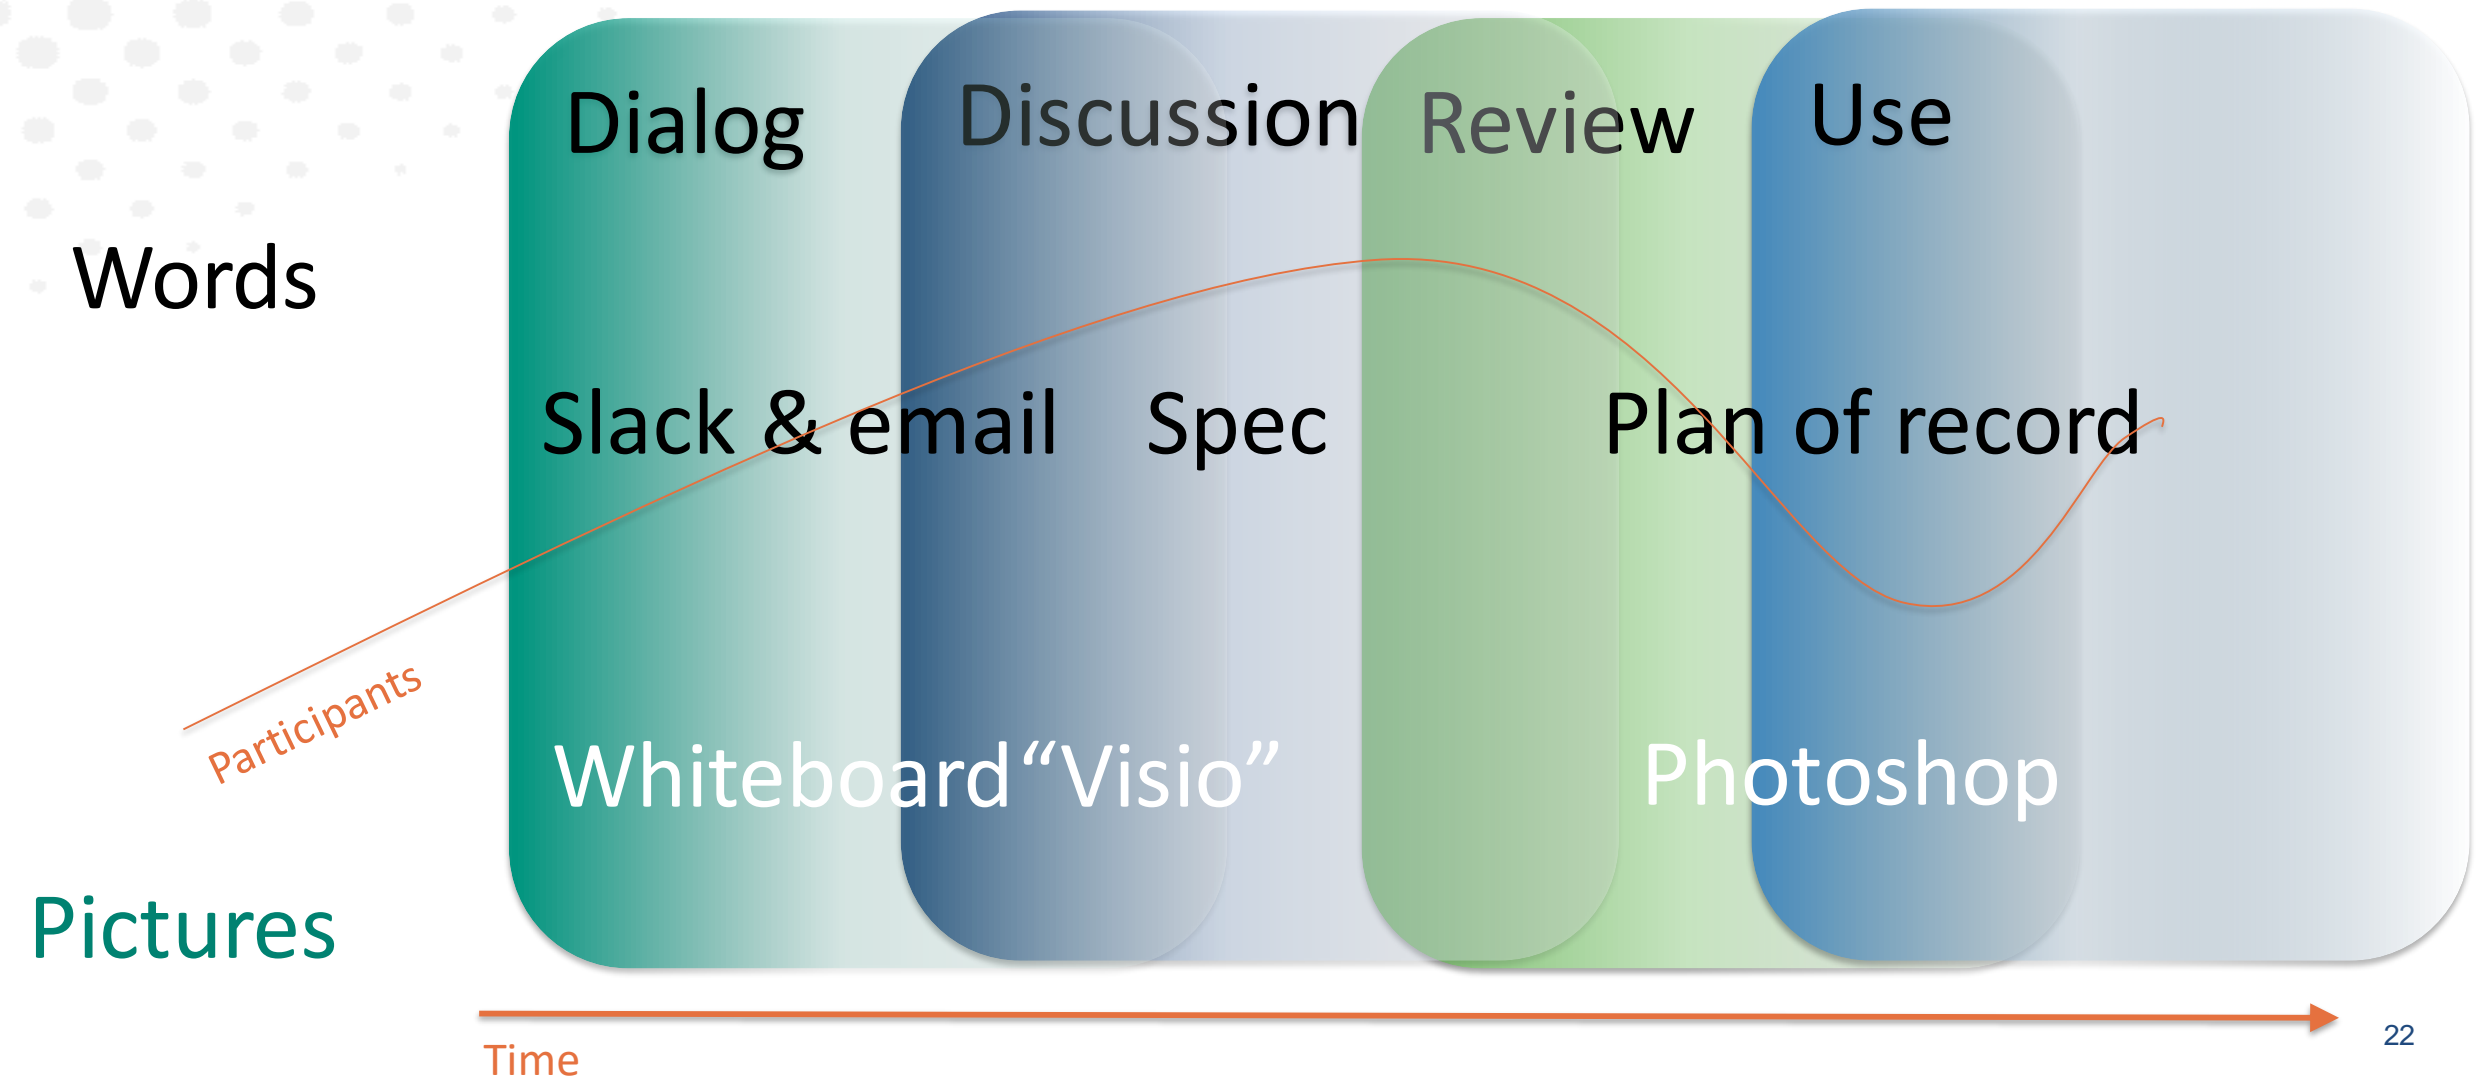 Dialog
Discussion
Review
Use
Words
Slack & email
Spec
Plan of record
Participants
Whiteboard
“Visio”
Photoshop
Pictures
Time
22